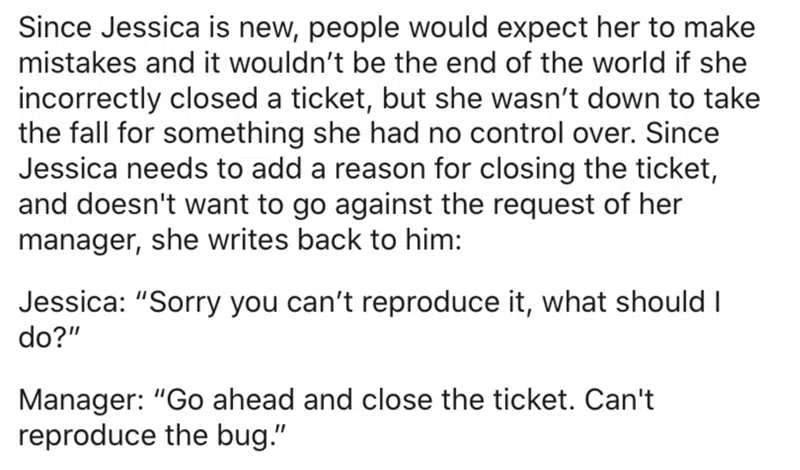 Since Jessica is new, people would expect her to make
mistakes and it wouldn’t be the end of the world if she
incorrectly closed a ticket, but she wasn’t down to take
the fall for something she had no control over. Since
Jessica needs to add a reason for closing the ticket,
and doesn't want to go against the request of her
manager, she writes back to him:
Jessica: “Sorry you can’t reproduce it, what should I
do?”
Manager: “Go ahead and close the ticket. Can't
reproduce the bug.”